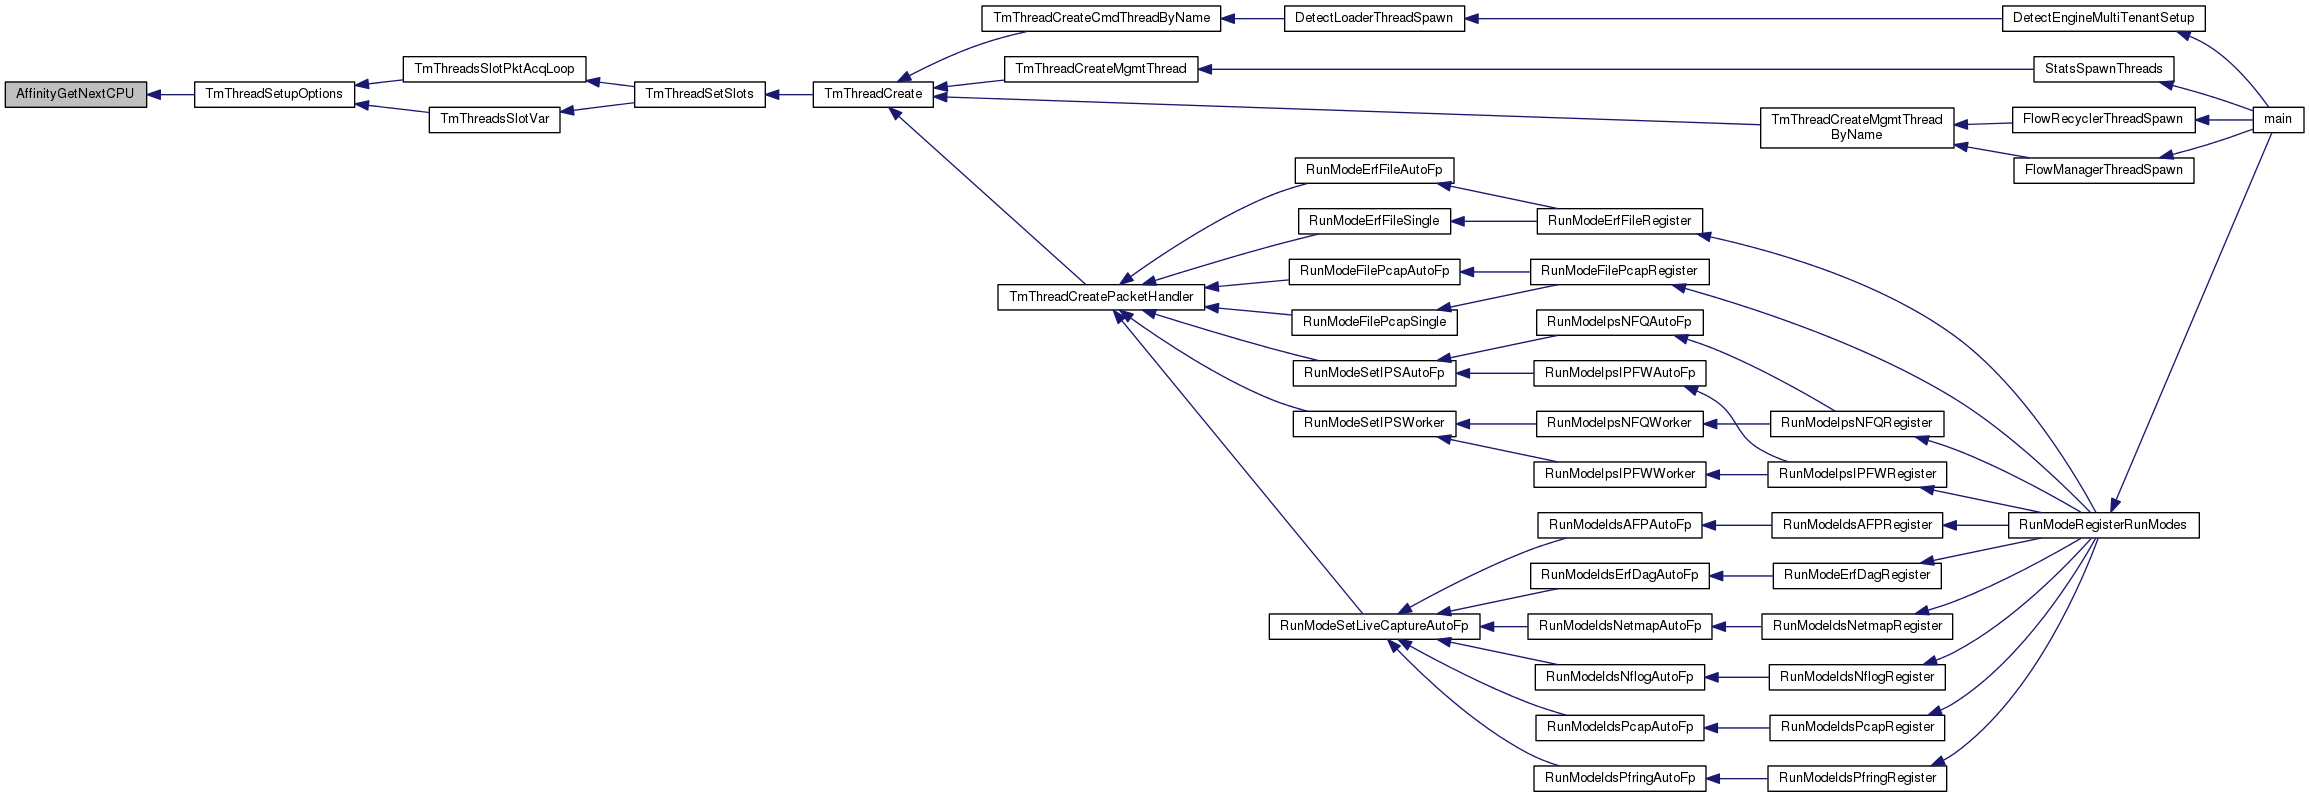 TmThreadCreateCmdThreadByName
DetectLoaderThreadSpawn
DetectEngineMultiTenantSetup
TmThreadsSlotPktAcqLoop
TmThreadCreateMgmtThread
StatsSpawnThreads
AffinityGetNextCPU
TmThreadSetupOptions
TmThreadSetSlots
TmThreadCreate
TmThreadsSlotVar
TmThreadCreateMgmtThread
ByName
FlowRecyclerThreadSpawn
main
FlowManagerThreadSpawn
RunModeErfFileAutoFp
RunModeErfFileSingle
RunModeErfFileRegister
RunModeFilePcapAutoFp
RunModeFilePcapRegister
TmThreadCreatePacketHandler
RunModeFilePcapSingle
RunModeIpsNFQAutoFp
RunModeSetIPSAutoFp
RunModeIpsIPFWAutoFp
RunModeSetIPSWorker
RunModeIpsNFQWorker
RunModeIpsNFQRegister
RunModeIpsIPFWWorker
RunModeIpsIPFWRegister
RunModeIdsAFPAutoFp
RunModeIdsAFPRegister
RunModeRegisterRunModes
RunModeIdsErfDagAutoFp
RunModeErfDagRegister
RunModeSetLiveCaptureAutoFp
RunModeIdsNetmapAutoFp
RunModeIdsNetmapRegister
RunModeIdsNflogAutoFp
RunModeIdsNflogRegister
RunModeIdsPcapAutoFp
RunModeIdsPcapRegister
RunModeIdsPfringAutoFp
RunModeIdsPfringRegister